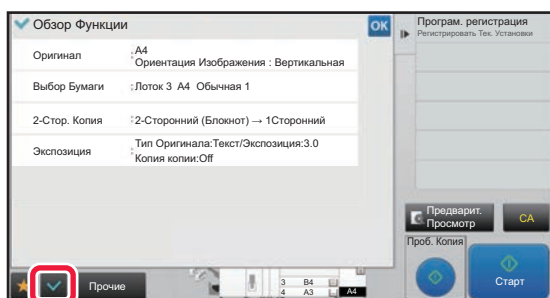 Обзор Функции
OK
Оригинал
:A4
Ориентация Изображения : Вертикальная
Выбор Бумаги
:Лоток 3 A4 Обычная 1
2-Стор. Копия
:2-Сторонний (Блокнот) → 1Сторонний
Экспозиция
:Тип Оригинала:Текст/Экспозиция:3.0
Копия копии:Off
Прочие
3 B4
4 A3
A4
Програм. регистрация
Регистрировать Тек. Установки
Предварит.
Просмотр
CA
Проб. Копия
Старт